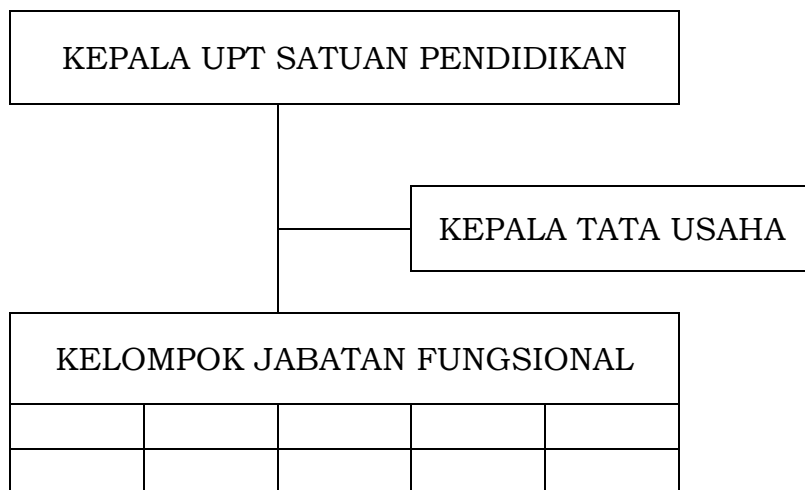 KEPALA UPT SATUAN PENDIDIKAN
KEPALA TATA USAHA
KELOMPOK JABATAN FUNGSIONAL